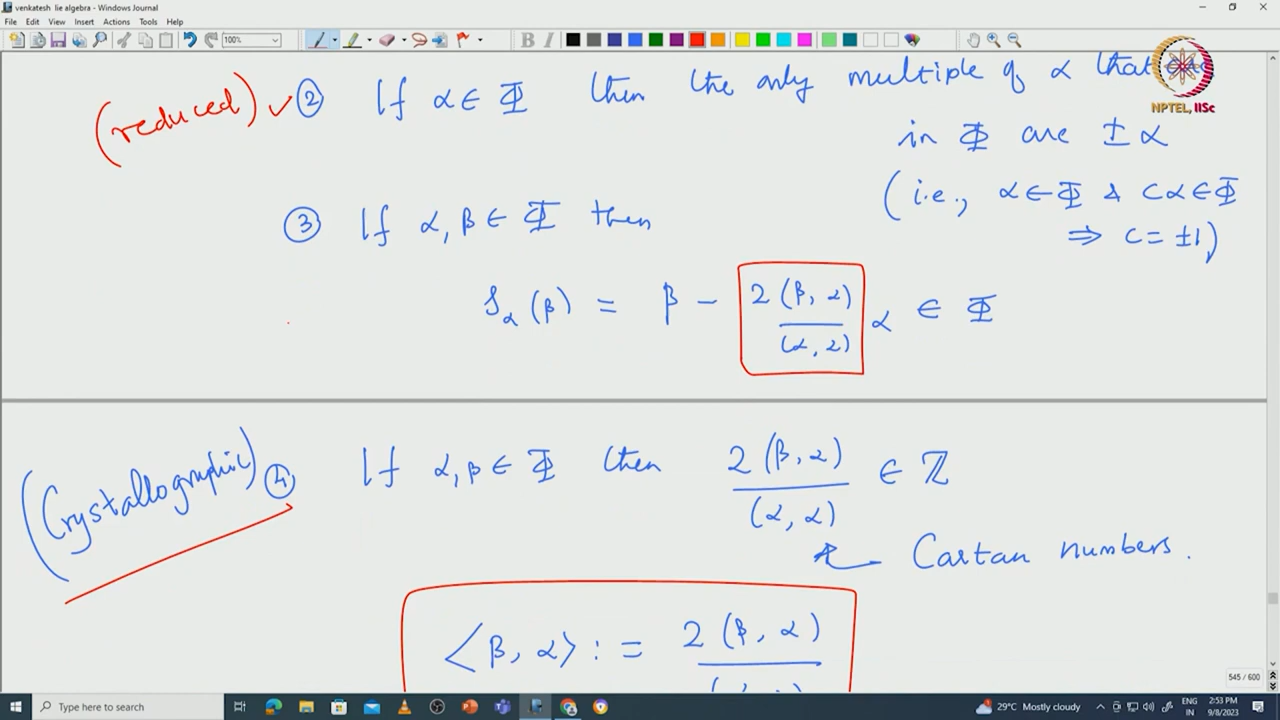 venkatesh lie algebra - Windows Journal
File Edit View Insert Actions Tools Help
100%
B I
NPTEL, IISc
(reduced) ✓ ② If α ∈ Φ then the only multiple of α that
in Φ are ± α
(i.e., α ∈ Φ & cα ∈ Φ
⇒ c = ±1)
③ If α, β ∈ Φ then
S_α (β) = β - 2(β, α)/(α, α) α ∈ Φ
(Crystallographic) ④ If α, β ∈ Φ then 2(β, α)/(α, α) ∈ ℤ
Cartan numbers.
<β, α> := 2(β, α)
545 / 600
Type here to search
29°C Mostly cloudy
ENG
IN
2:53 PM
9/8/2023